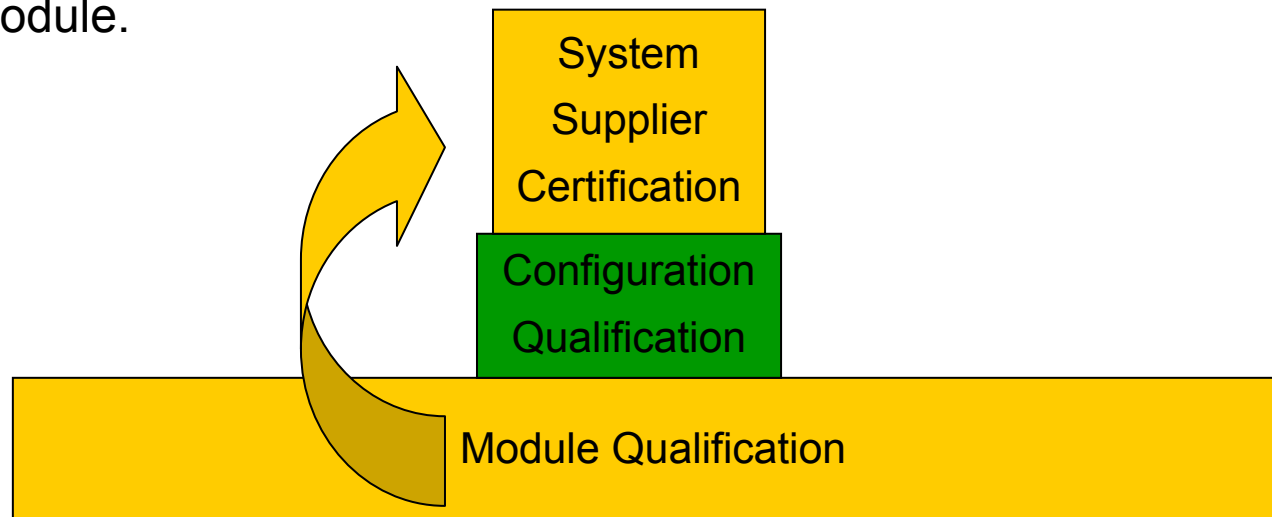 odule.
System
Supplier
Certification
Configuration
Qualification
Module Qualification